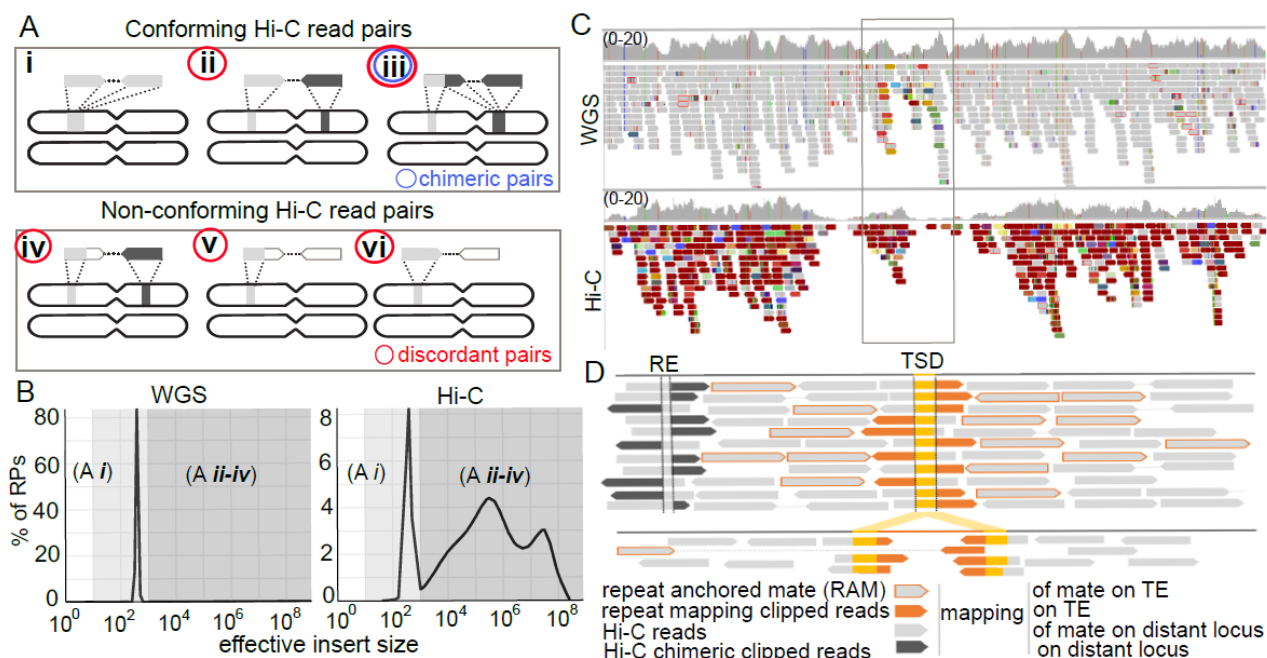 A
Conforming Hi-C read pairs
i
ii
iii
chimeric pairs
Non-conforming Hi-C read pairs
iv
v
vi
discordant pairs
B
WGS
Hi-C
% of RPs
80
60
40
20
0
(A i)
(A ii-iv)
8
6
4
2
0
(A i)
(A ii-iv)
10^0 10^2 10^4 10^6 10^8
10^0 10^2 10^4 10^6 10^8
effective insert size
C
(0-20)
WGS
(0-20)
Hi-C
D
RE
TSD
repeat anchored mate (RAM) of mate on TE
repeat mapping clipped reads mapping on TE
Hi-C reads of mate on distant locus
Hi-C chimeric clipped reads on distant locus